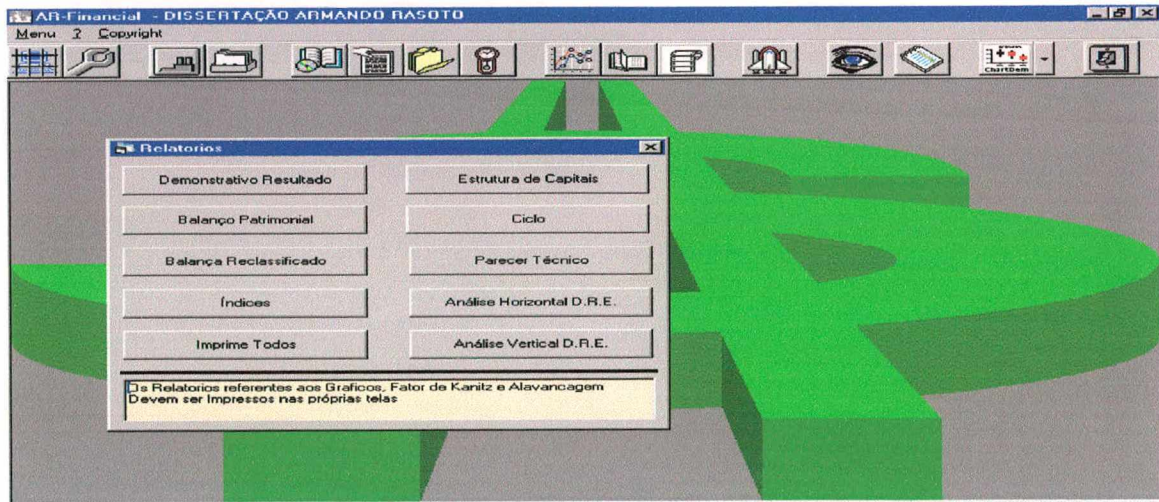 AR-Financial - DISSERTAÇÃO ARMANDO RASOTO
Menu ? Copyright
ChartDem
Relatorios
Demonstrativo Resultado
Estrutura de Capitais
Balanço Patrimonial
Ciclo
Balança Reclassificado
Parecer Técnico
Índices
Análise Horizontal D.R.E.
Imprime Todos
Análise Vertical D.R.E.
Os Relatorios referentes aos Graficos, Fator de Kanitz e Alavancagem
Devem ser Impressos nas próprias telas